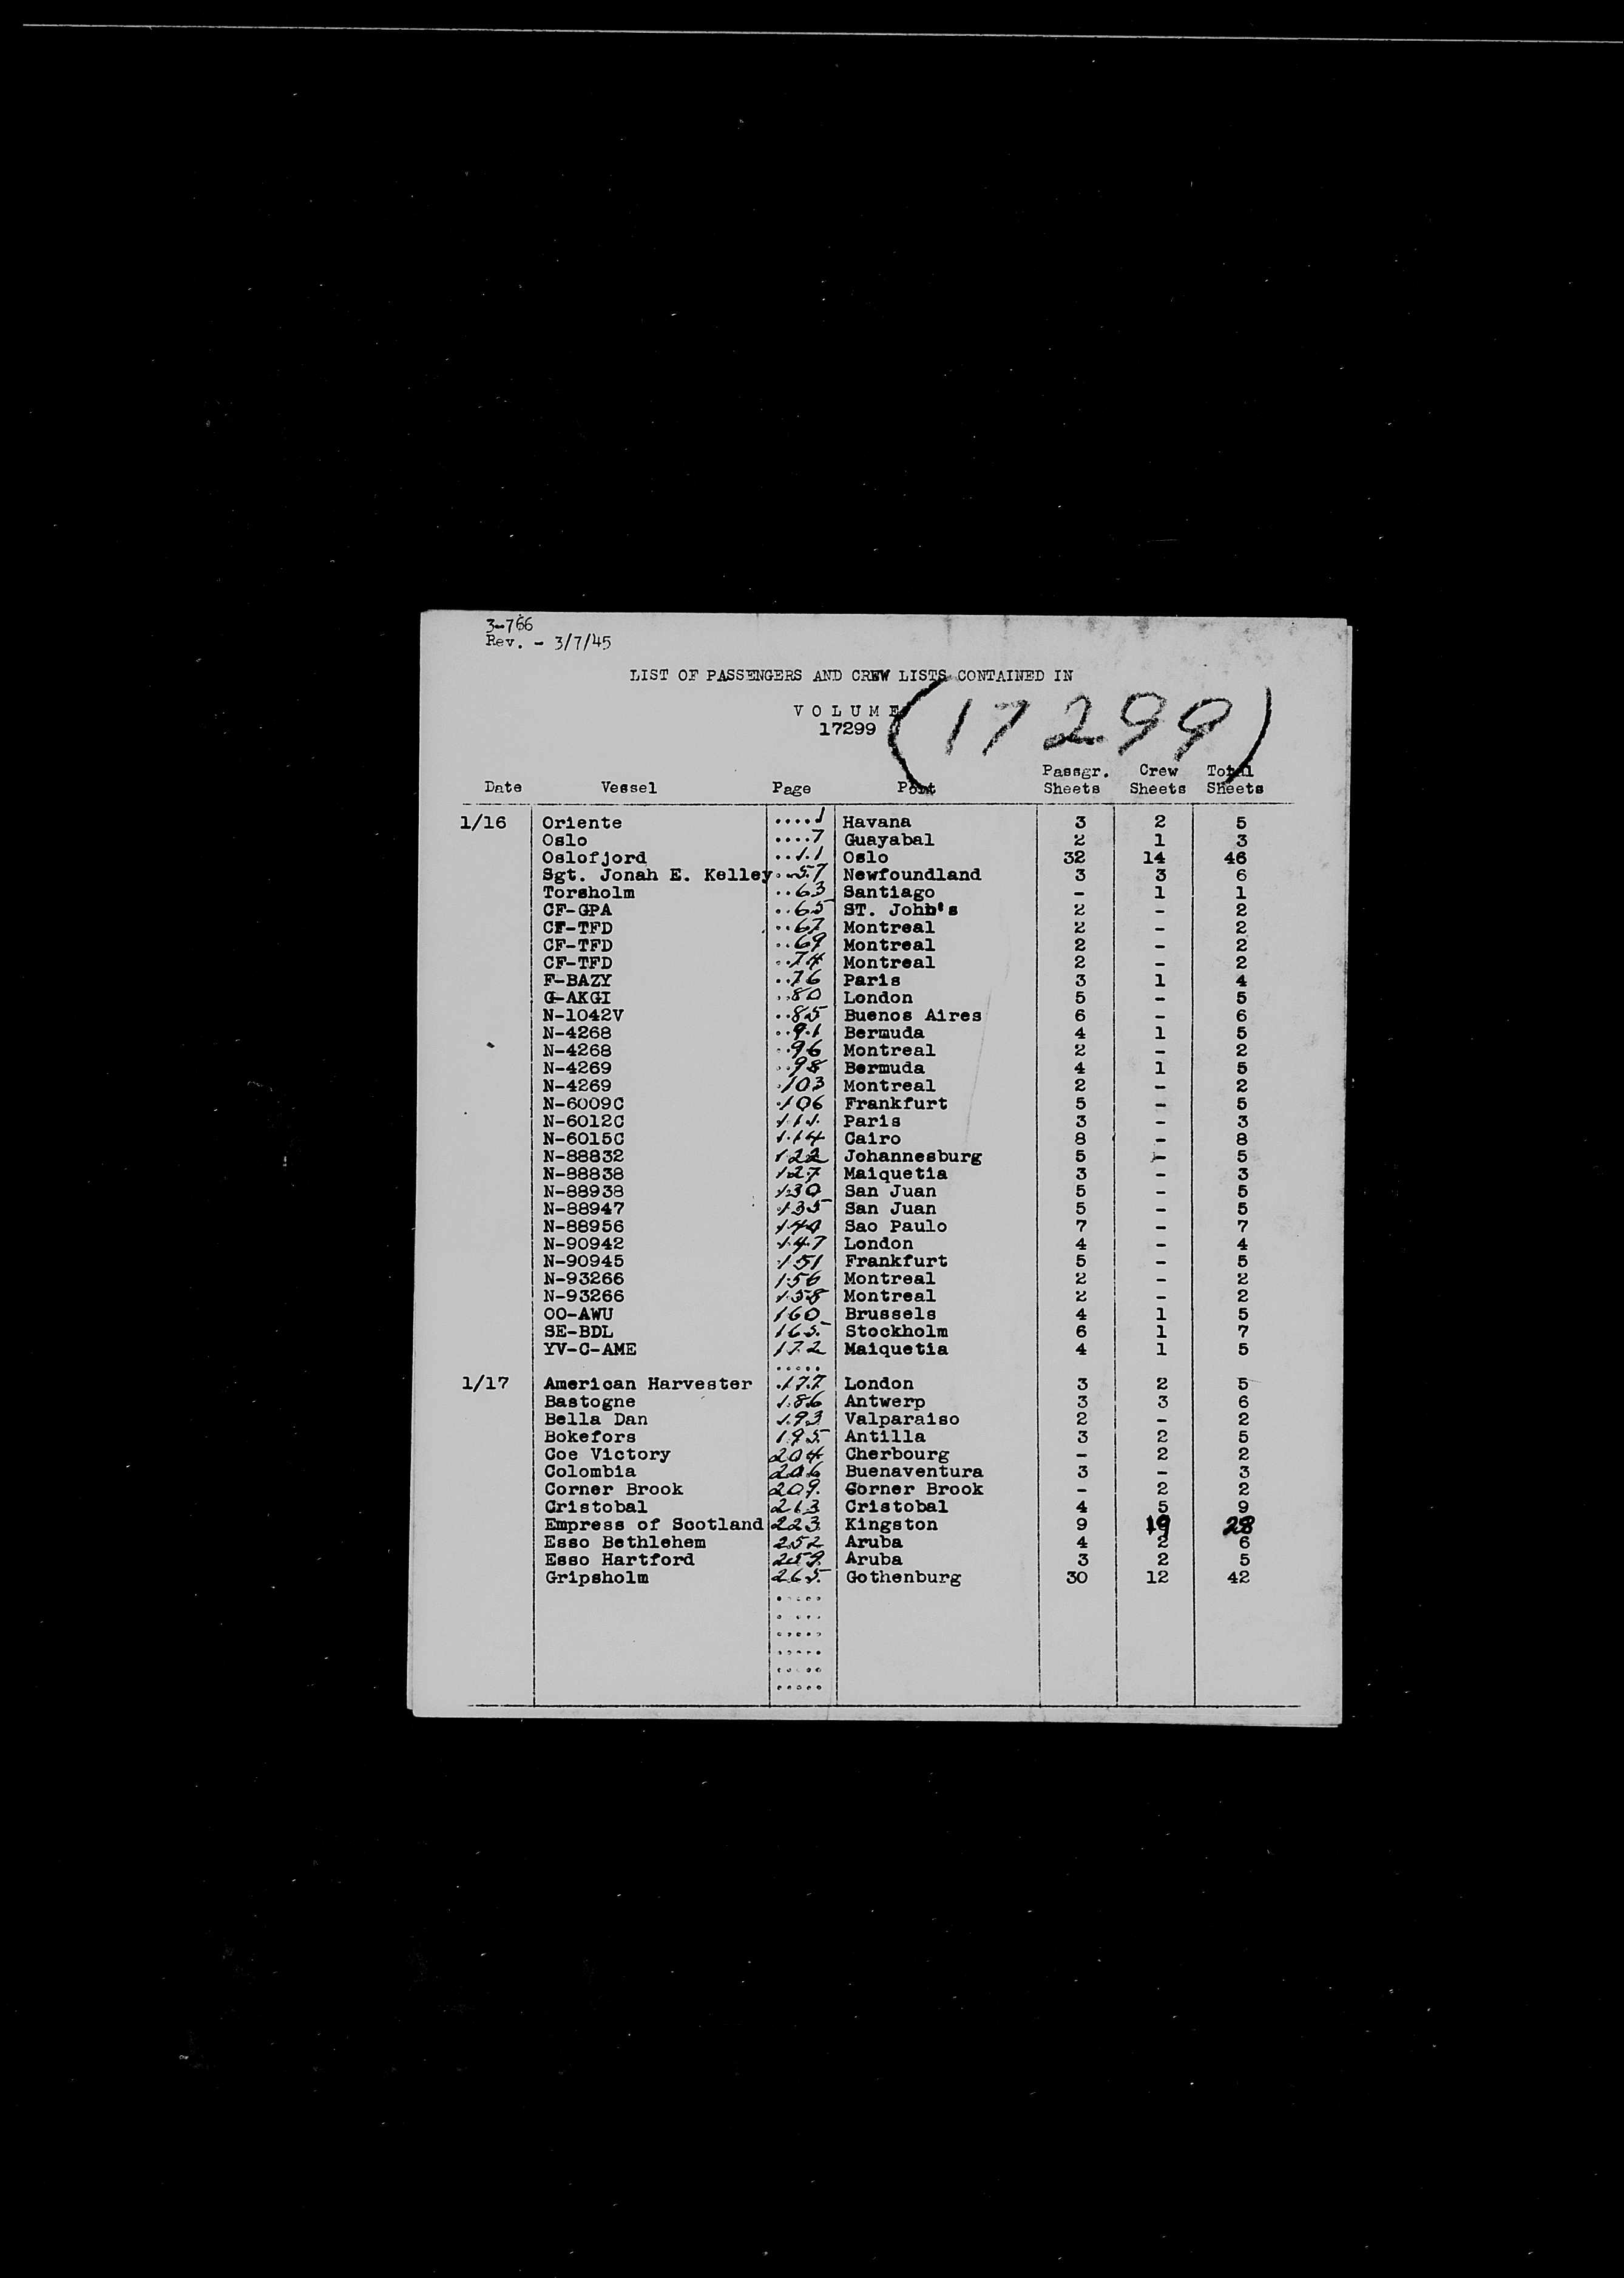 3-766
Rev. - 3/7/45
LIST OF PASSENGERS AND CREW LISTS CONTAINED IN
VOLUME
17299 (17299)
Date Vessel Page Port Passgr. Sheets Crew Sheets Total Sheets
1/16 Oriente ....1 Havana 3 2 5
Oslo ....7 Guayabal 2 1 3
Oslofjord ..11 Oslo 32 14 46
Sgt. Jonah E. Kelley ..57 Newfoundland 3 3 6
Torsholm ..63 Santiago - 1 1
CF-GPA ..65 ST. John's 2 - 2
CF-TFD ..67 Montreal 2 - 2
CF-TFD ..69 Montreal 2 - 2
CF-TFD ..74 Montreal 2 - 2
F-BAZY ..76 Paris 3 1 4
G-AKGI ..80 London 5 - 5
N-1042V ..85 Buenos Aires 6 - 6
N-4268 ..91 Bermuda 4 1 5
N-4268 ..96 Montreal 2 - 2
N-4269 ..98 Bermuda 4 1 5
N-4269 .103 Montreal 2 - 2
N-6009C .106 Frankfurt 5 - 5
N-6012C 111 Paris 3 - 3
N-6015C 114 Cairo 8 - 8
N-88832 122 Johannesburg 5 - 5
N-88838 127 Maiquetia 3 - 3
N-88938 130 San Juan 5 - 5
N-88947 135 San Juan 5 - 5
N-88956 140 Sao Paulo 7 - 7
N-90942 147 London 4 - 4
N-90945 151 Frankfurt 5 - 5
N-93266 156 Montreal 2 - 2
N-93266 158 Montreal 2 - 2
OO-AWU 160 Brussels 4 1 5
SE-BDL 165 Stockholm 6 1 7
YV-C-AME 172 Maiquetia 4 1 5
.....
1/17 American Harvester .177 London 3 2 5
Bastogne 186 Antwerp 3 3 6
Bella Dan 193 Valparaiso 2 - 2
Bokefors 195 Antilla 3 2 5
Coe Victory 204 Cherbourg - 2 2
Colombia 206 Buenaventura 3 - 3
Corner Brook 209. Corner Brook - 2 2
Cristobal 213 Cristobal 4 5 9
Empress of Scotland 223 Kingston 9 19 28
Esso Bethlehem 252 Aruba 4 2 6
Esso Hartford 259. Aruba 3 2 5
Gripsholm 265. Gothenburg 30 12 42
.....
.....
.....
.....
.....
.....